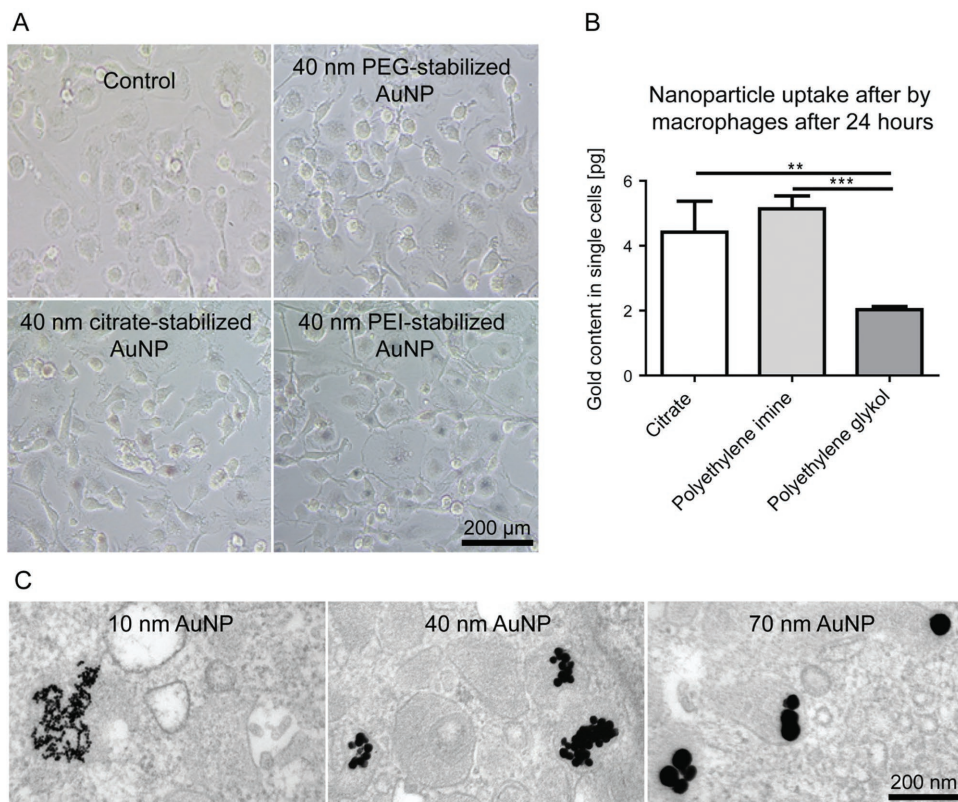 A
Control
40 nm PEG-stabilized
AuNP
40 nm citrate-stabilized
AuNP
40 nm PEI-stabilized
AuNP
200 µm
B
Nanoparticle uptake after by
macrophages after 24 hours
**
***
Gold content in single cells [pg]
6
4
2
0
Citrate
Polyethylene imine
Polyethylene glykol
C
10 nm AuNP
40 nm AuNP
70 nm AuNP
200 nm